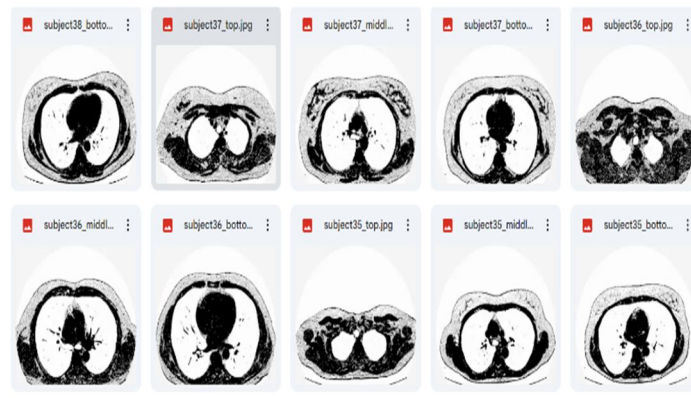 subject38_botto...
subject37_top.jpg
subject37_middl...
subject37_botto...
subject36_top.jpg
subject36_middl...
subject36_botto...
subject35_top.jpg
subject35_middl...
subject35_botto...